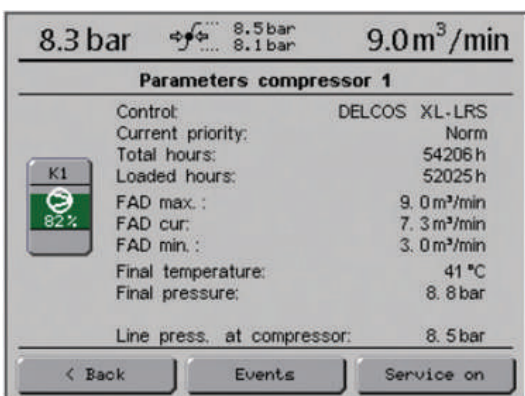 8.3 bar 8.5 bar 9.0 m³/min
8.1 bar
Parameters compressor 1
Control: DELCOS XL-LRS
Current priority: Norm
Total hours: 54206 h
Loaded hours: 52025 h
K1
82%
FAD max. : 9. 0 m³/min
FAD cur: 7. 3 m³/min
FAD min. : 3. 0 m³/min
Final temperature: 41 °C
Final pressure: 8. 8 bar
Line press. at compressor: 8. 5 bar
< Back Events Service on